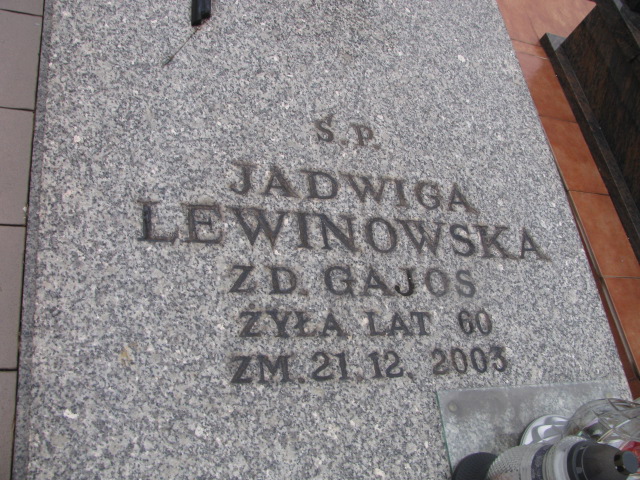 Ś.P.
JADWIGA
LEWINOWSKA
ZD. GAJOS
ŻYŁA LAT 60
ZM. 21.12.2003